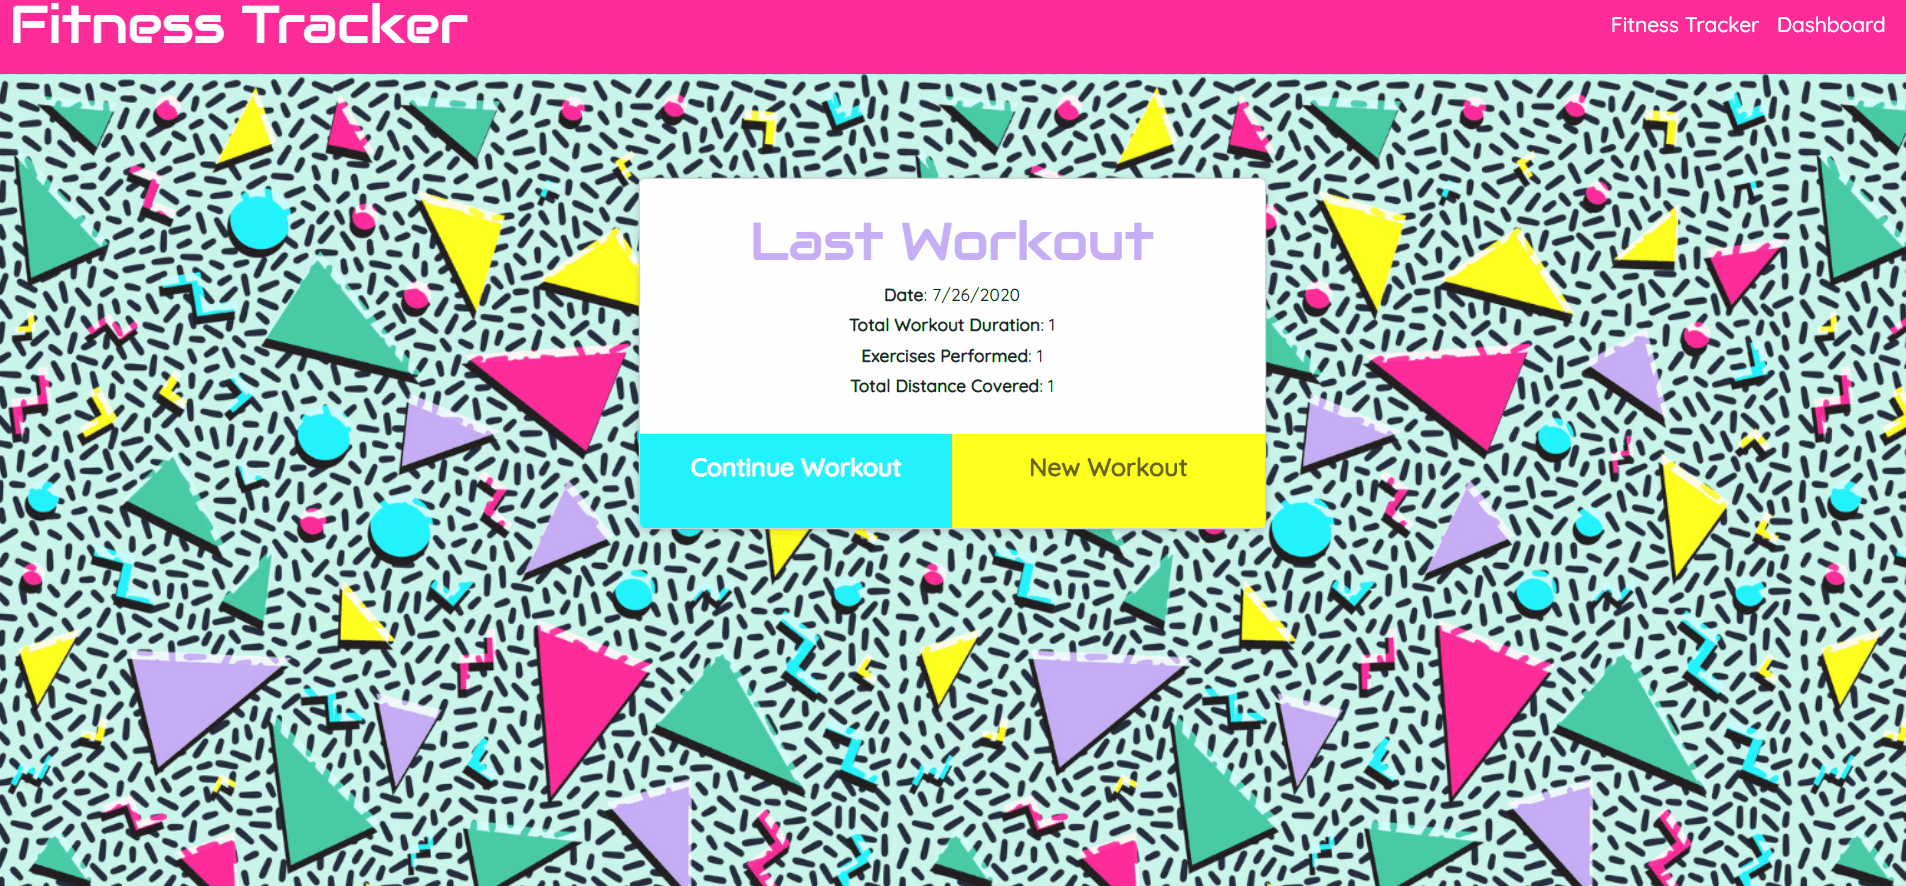 Fitness Tracker
Fitness Tracker Dashboard
Last Workout
Date: 7/26/2020
Total Workout Duration: 1
Exercises Performed: 1
Total Distance Covered: 1
Continue Workout
New Workout